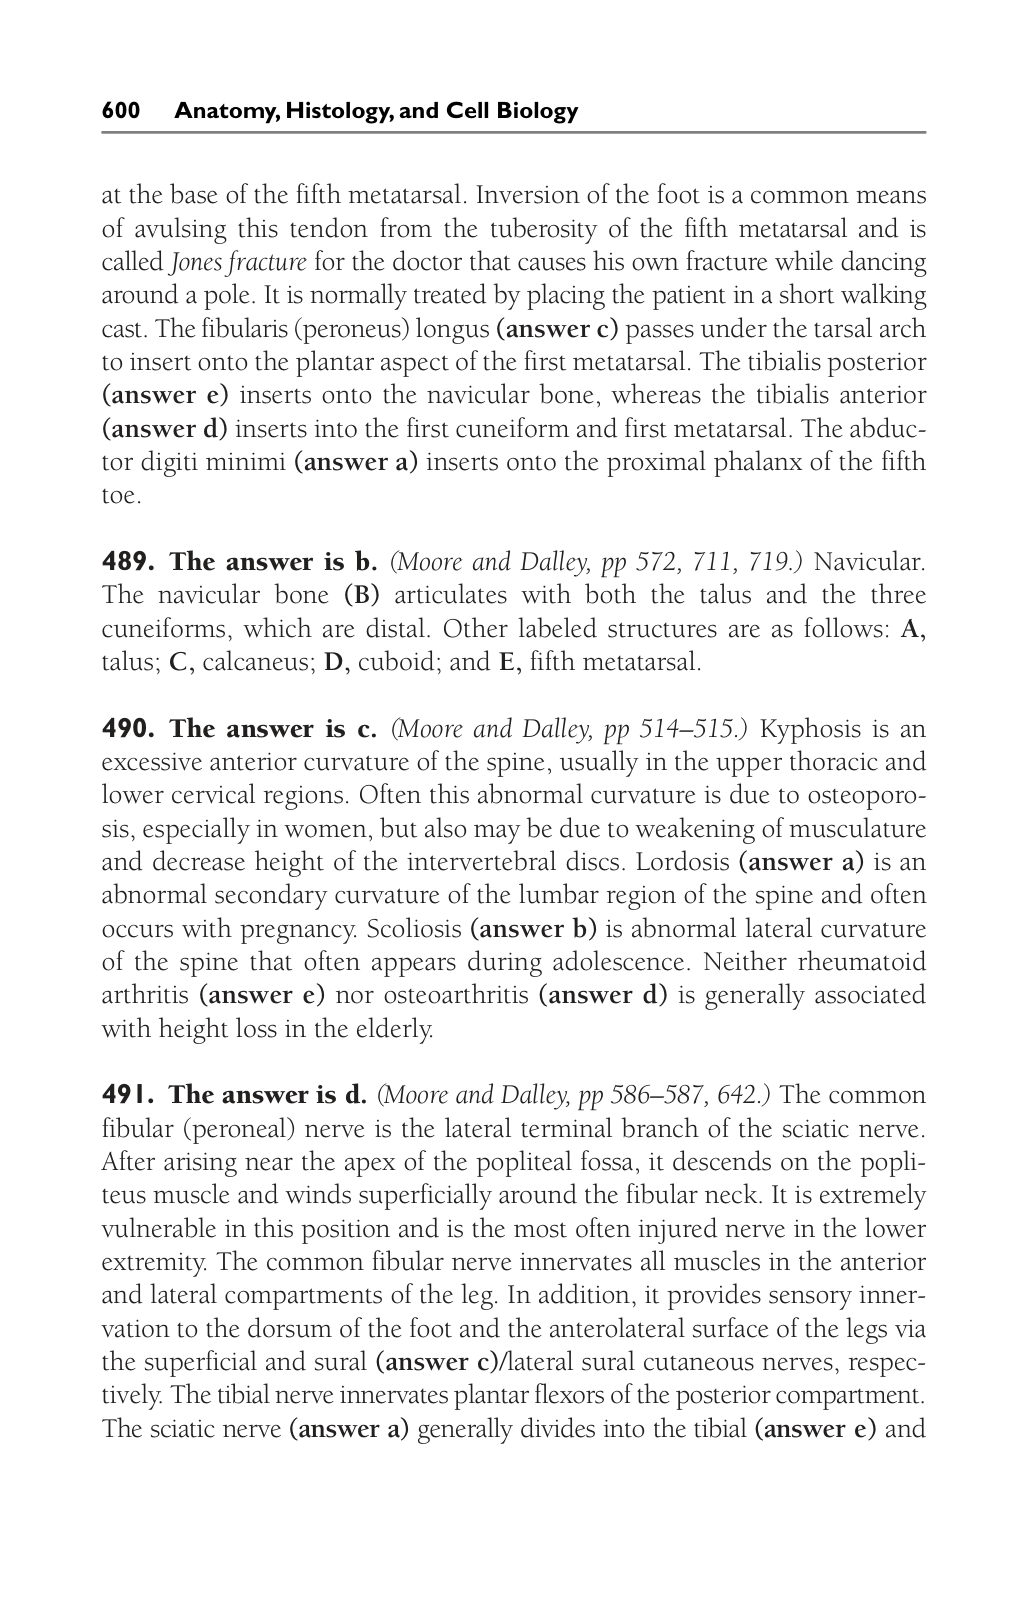 600 Anatomy, Histology, and Cell Biology
at the base of the fifth metatarsal. Inversion of the foot is a common means
of avulsing this tendon from the tuberosity of the fifth metatarsal and is
called Jones fracture for the doctor that causes his own fracture while dancing
around a pole. It is normally treated by placing the patient in a short walking
cast. The fibularis (peroneus) longus (answer c) passes under the tarsal arch
to insert onto the plantar aspect of the first metatarsal. The tibialis posterior
(answer e) inserts onto the navicular bone, whereas the tibialis anterior
(answer d) inserts into the first cuneiform and first metatarsal. The abduc-
tor digiti minimi (answer a) inserts onto the proximal phalanx of the fifth
toe.
489. The answer is b. (Moore and Dalley, pp 572, 711, 719.) Navicular.
The navicular bone (B) articulates with both the talus and the three
cuneiforms, which are distal. Other labeled structures are as follows: A,
talus; C, calcaneus; D, cuboid; and E, fifth metatarsal.
490. The answer is c. (Moore and Dalley, pp 514–515.) Kyphosis is an
excessive anterior curvature of the spine, usually in the upper thoracic and
lower cervical regions. Often this abnormal curvature is due to osteoporo-
sis, especially in women, but also may be due to weakening of musculature
and decrease height of the intervertebral discs. Lordosis (answer a) is an
abnormal secondary curvature of the lumbar region of the spine and often
occurs with pregnancy. Scoliosis (answer b) is abnormal lateral curvature
of the spine that often appears during adolescence. Neither rheumatoid
arthritis (answer e) nor osteoarthritis (answer d) is generally associated
with height loss in the elderly.
491. The answer is d. (Moore and Dalley, pp 586–587, 642.) The common
fibular (peroneal) nerve is the lateral terminal branch of the sciatic nerve.
After arising near the apex of the popliteal fossa, it descends on the popli-
teus muscle and winds superficially around the fibular neck. It is extremely
vulnerable in this position and is the most often injured nerve in the lower
extremity. The common fibular nerve innervates all muscles in the anterior
and lateral compartments of the leg. In addition, it provides sensory inner-
vation to the dorsum of the foot and the anterolateral surface of the legs via
the superficial and sural (answer c)/lateral sural cutaneous nerves, respec-
tively. The tibial nerve innervates plantar flexors of the posterior compartment.
The sciatic nerve (answer a) generally divides into the tibial (answer e) and